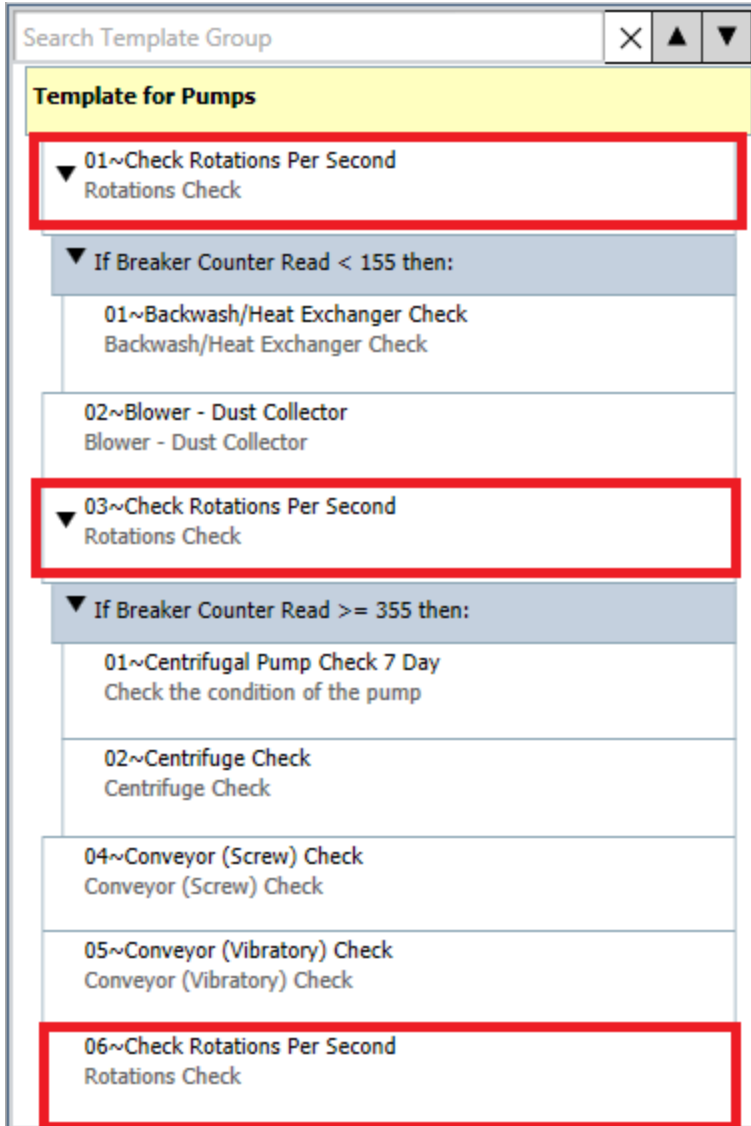 Search Template Group
Template for Pumps
01~Check Rotations Per Second
Rotations Check
If Breaker Counter Read < 155 then:
01~Backwash/Heat Exchanger Check
Backwash/Heat Exchanger Check
02~Blower - Dust Collector
Blower - Dust Collector
03~Check Rotations Per Second
Rotations Check
If Breaker Counter Read >= 355 then:
01~Centrifugal Pump Check 7 Day
Check the condition of the pump
02~Centrifuge Check
Centrifuge Check
04~Conveyor (Screw) Check
Conveyor (Screw) Check
05~Conveyor (Vibratory) Check
Conveyor (Vibratory) Check
06~Check Rotations Per Second
Rotations Check